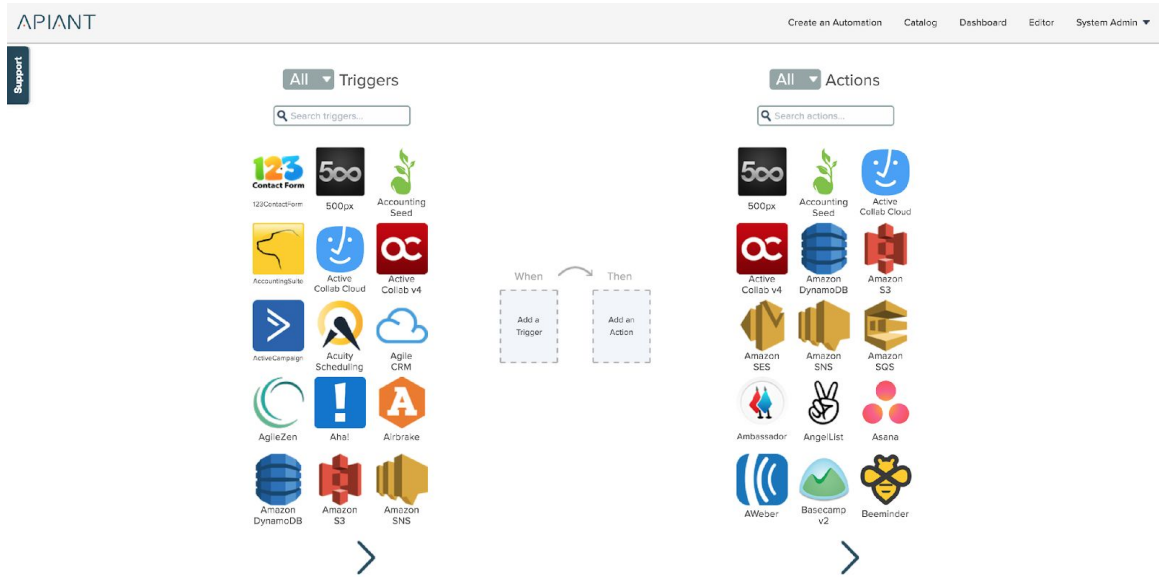 APIANT
Create an Automation
Catalog
Dashboard
Editor
System Admin
Support
All
Triggers
Search triggers...
123
Contact Form
123ContactForm
500
500px
Accounting
Seed
AccountingSuite
Active
Collab Cloud
Active
Collab v4
ActiveCampaign
Acuity
Scheduling
Agile
CRM
AgileZen
!
Aha!
A
Airbrake
Amazon
DynamoDB
Amazon
S3
Amazon
SNS
When
Then
Add a
Trigger
Add an
Action
All
Actions
Search actions...
500
500px
Accounting
Seed
Active
Collab Cloud
Active
Collab v4
Amazon
DynamoDB
Amazon
S3
Amazon
SES
Amazon
SNS
Amazon
SQS
Ambassador
AngelList
Asana
AWeber
Basecamp
v2
Beeminder